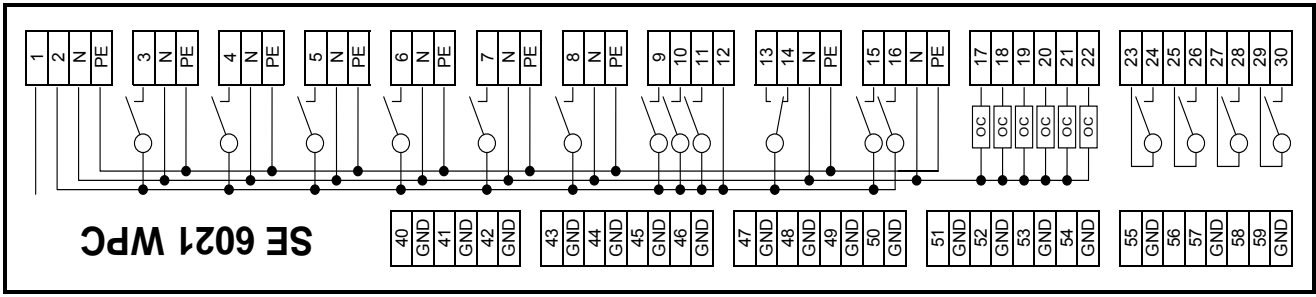 1 2 N PE 3 N PE 4 N PE 5 N PE 6 N PE 7 N PE 8 N PE 9 10 11 12 13 14 N PE 15 16 N PE 17 18 19 20 21 22 23 24 25 26 27 28 29 30
OC OC OC OC OC OC
SE 6021 WPC
40 GND 41 GND 42 GND 43 GND 44 GND 45 GND 46 GND 47 GND 48 GND 49 GND 50 GND 51 GND 52 GND 53 GND 54 GND 55 GND 56 57 GND 58 59 GND